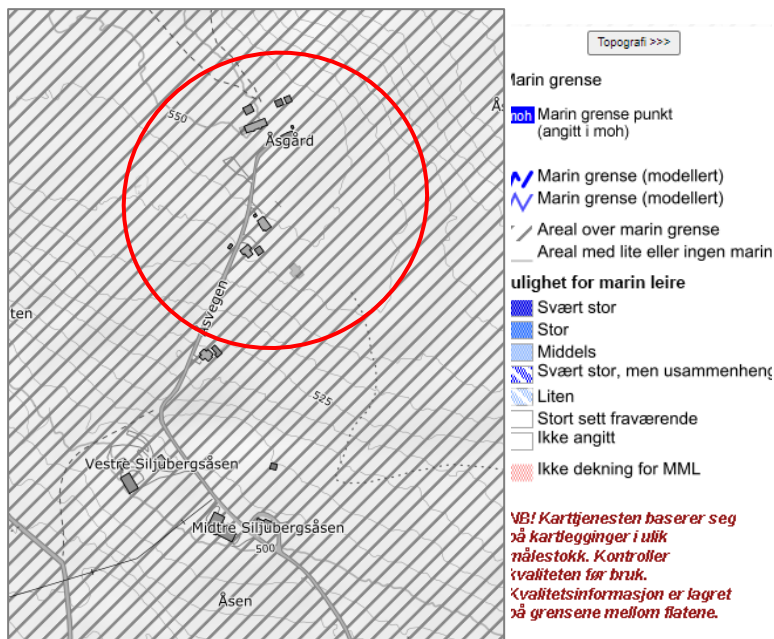 550
Ås
Åsgård
Åsvegen
ten
525
Vestre Siljubergsåsen
Midtre Siljubergsåsen
500
Åsen
Topografi >>>
Marin grense
moh
Marin grense punkt
(angitt i moh)
Marin grense (modellert)
Marin grense (modellert)
Areal over marin grense
Areal med lite eller ingen marin
ulighet for marin leire
Svært stor
Stor
Middels
Svært stor, men usammenheng
Liten
Stort sett fraværende
Ikke angitt
Ikke dekning for MML
NB! Karttjenesten baserer seg
på kartlegginger i ulik
målestokk. Kontroller
kvaliteten før bruk.
Kvalitetsinformasjon er lagret
på grensene mellom flatene.